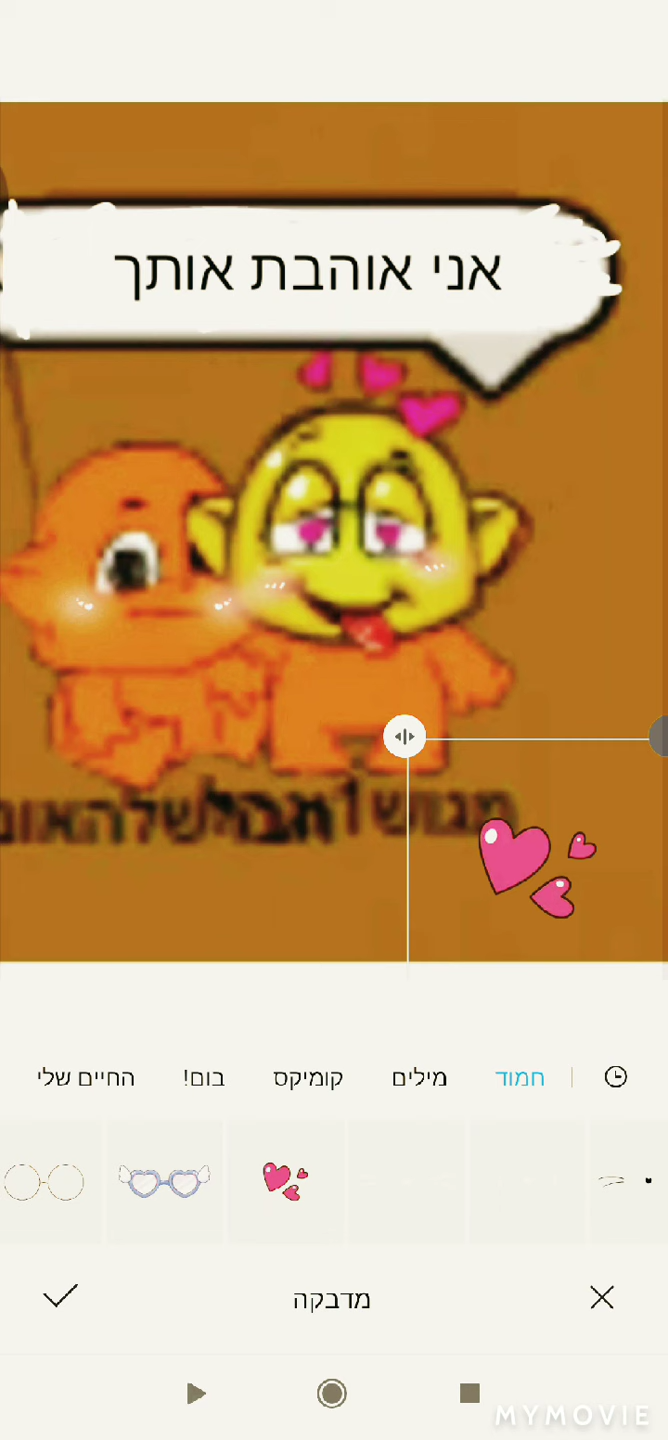 אני אוהבת אותך
חמוד
מילים
קומיקס
בום!
החיים שלי
מדבקה
MYMOVIE